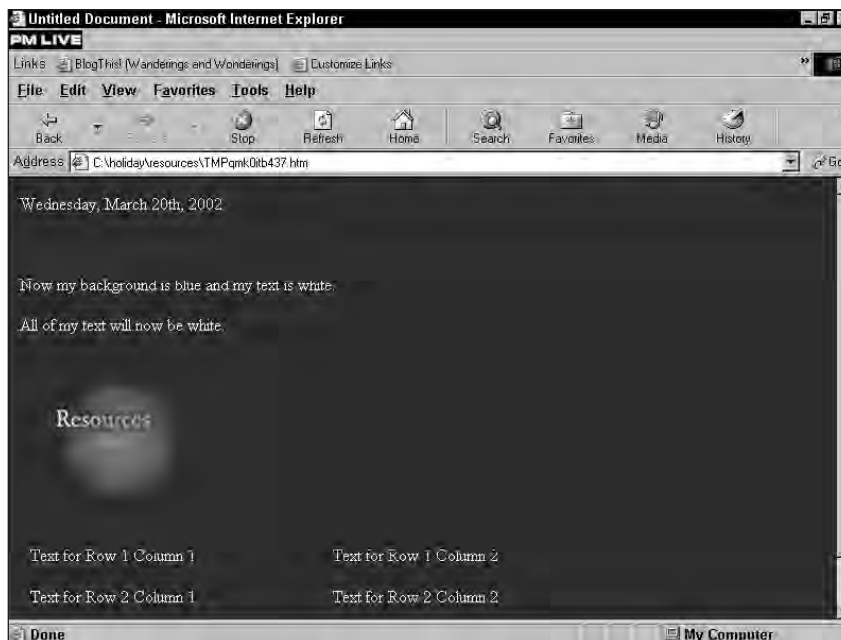 Untitled Document - Microsoft Internet Explorer
PM LIVE
Links BlogThis! (Wanderings and Wonderings) Customize Links »
File Edit View Favorites Tools Help
Back Stop Refresh Home Search Favorites Media History
Address C:\holiday\resources\TMPqmk0itb437.htm Go
Wednesday, March 20th, 2002
Now my background is blue and my text is white.
All of my text will now be white.
Resources
Text for Row 1 Column 1 Text for Row 1 Column 2
Text for Row 2 Column 1 Text for Row 2 Column 2
Done My Computer